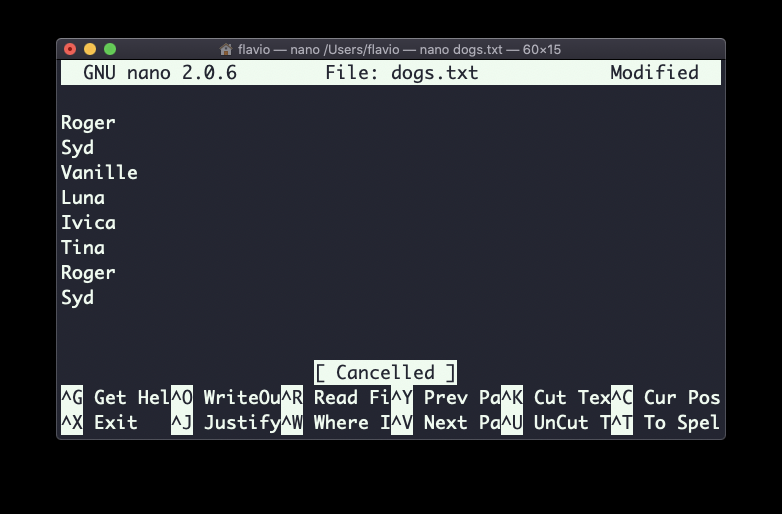 flavio — nano /Users/flavio — nano dogs.txt — 60×15
GNU nano 2.0.6 File: dogs.txt Modified
Roger
Syd
Vanille
Luna
Ivica
Tina
Roger
Syd
[ Cancelled ]
^G Get Hel^O WriteOu^R Read Fi^Y Prev Pa^K Cut Tex^C Cur Pos
^X Exit ^J Justify^W Where I^V Next Pa^U UnCut T^T To Spel